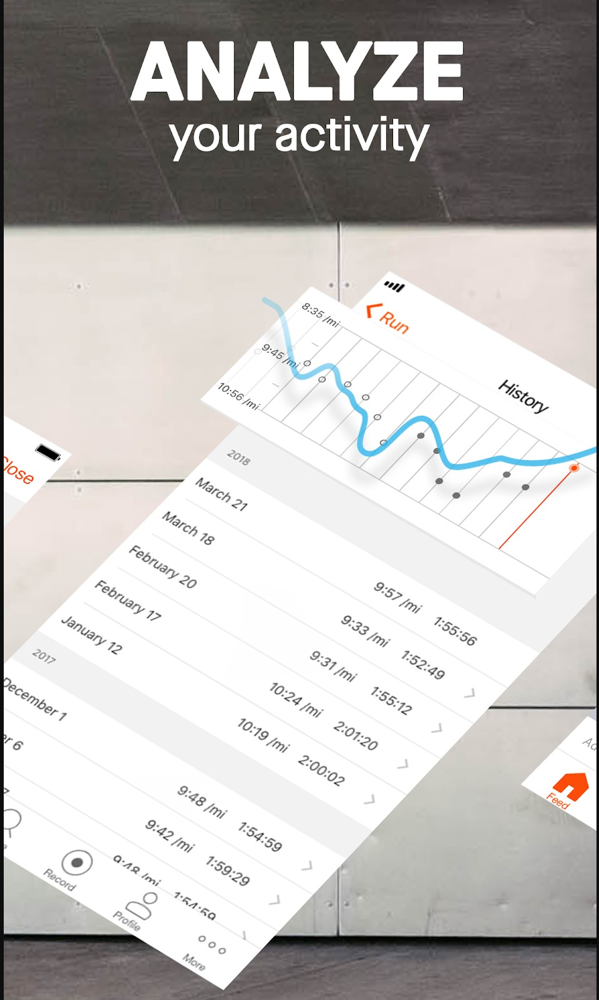 ANALYZE
your activity
Run
History
8:35 /mi
9:45 /mi
10:56 /mi
Close
2018
March 21 9:57 /mi 1:55:56
March 18 9:33 /mi 1:52:49
February 20 9:31 /mi 1:55:12
February 17 10:24 /mi 2:01:20
January 12 10:19 /mi 2:00:02
2017
December 1 9:48 /mi 1:54:59
er 6 9:42 /mi 1:59:29
7 9:48 /mi 1:54:59
Record
Profile
More
Feed